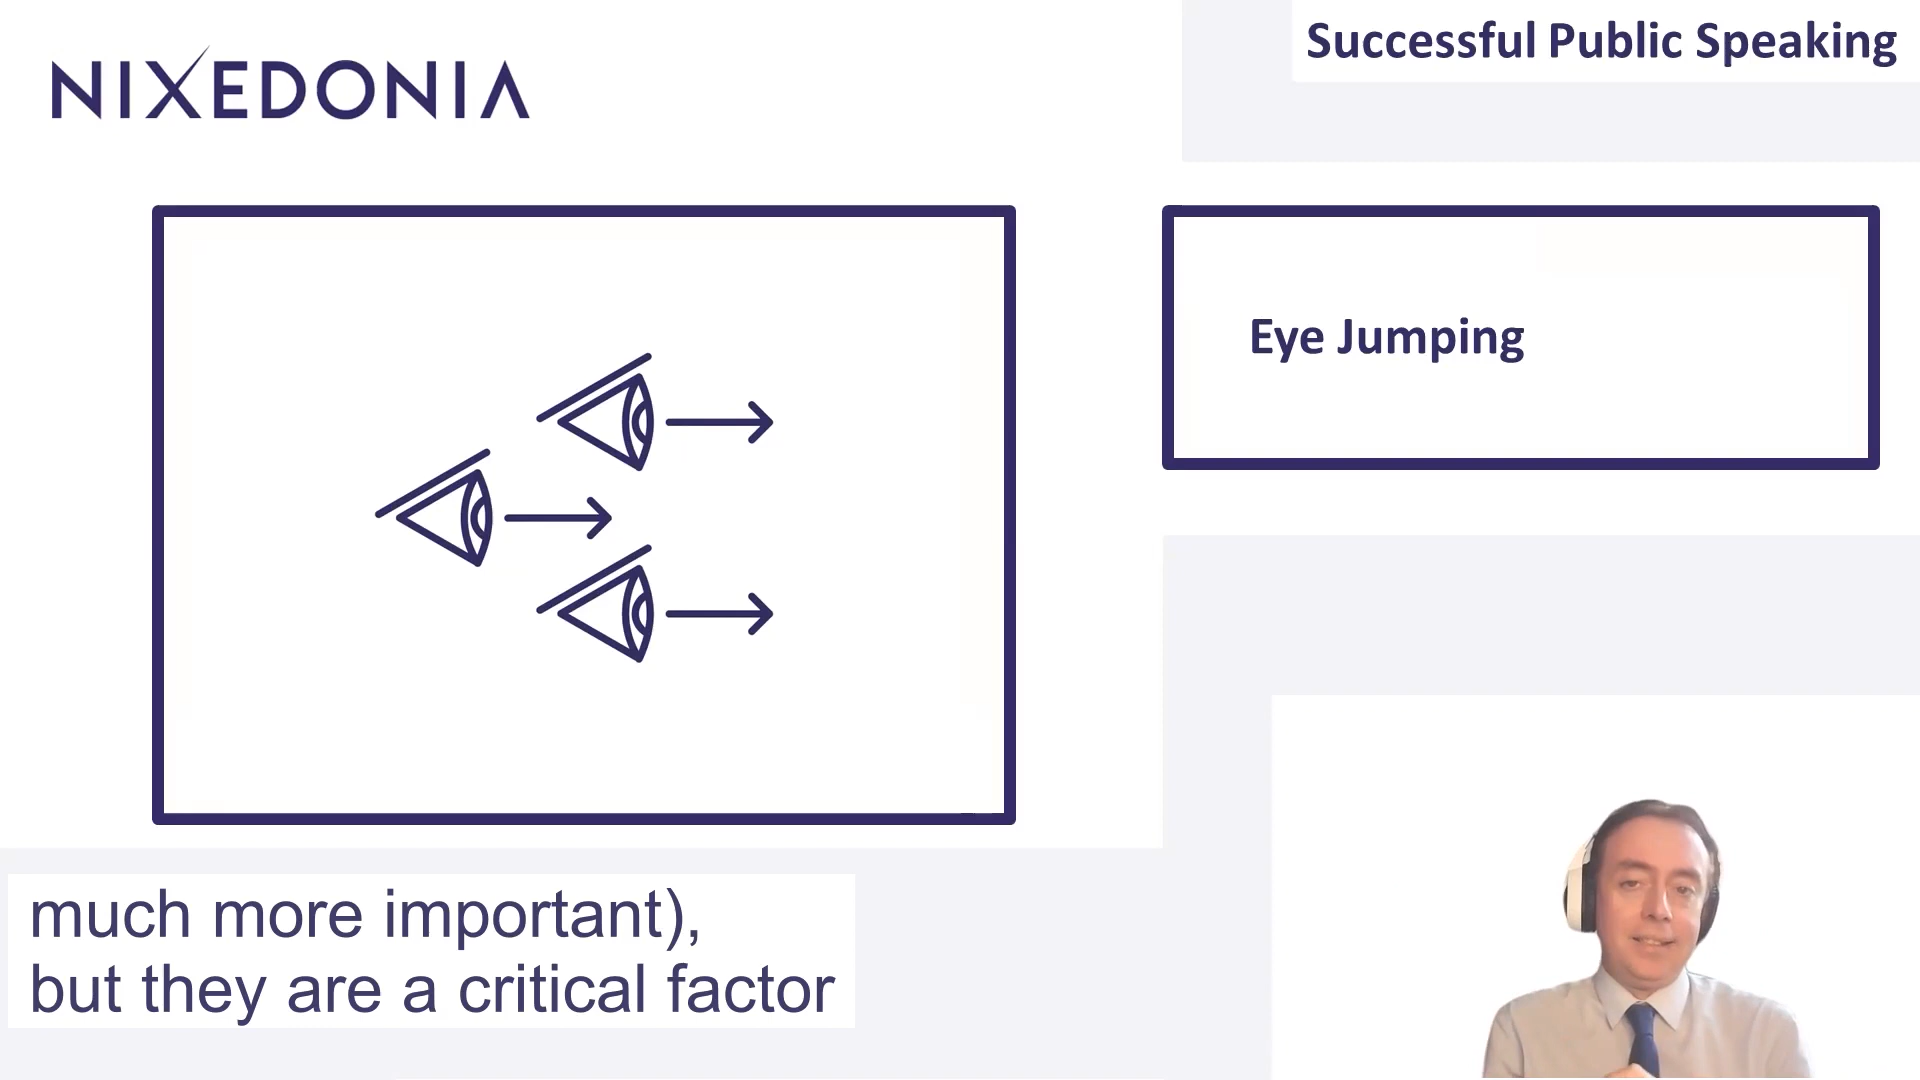 NIXEDONIA
Successful Public Speaking
Eye Jumping
much more important),
but they are a critical factor